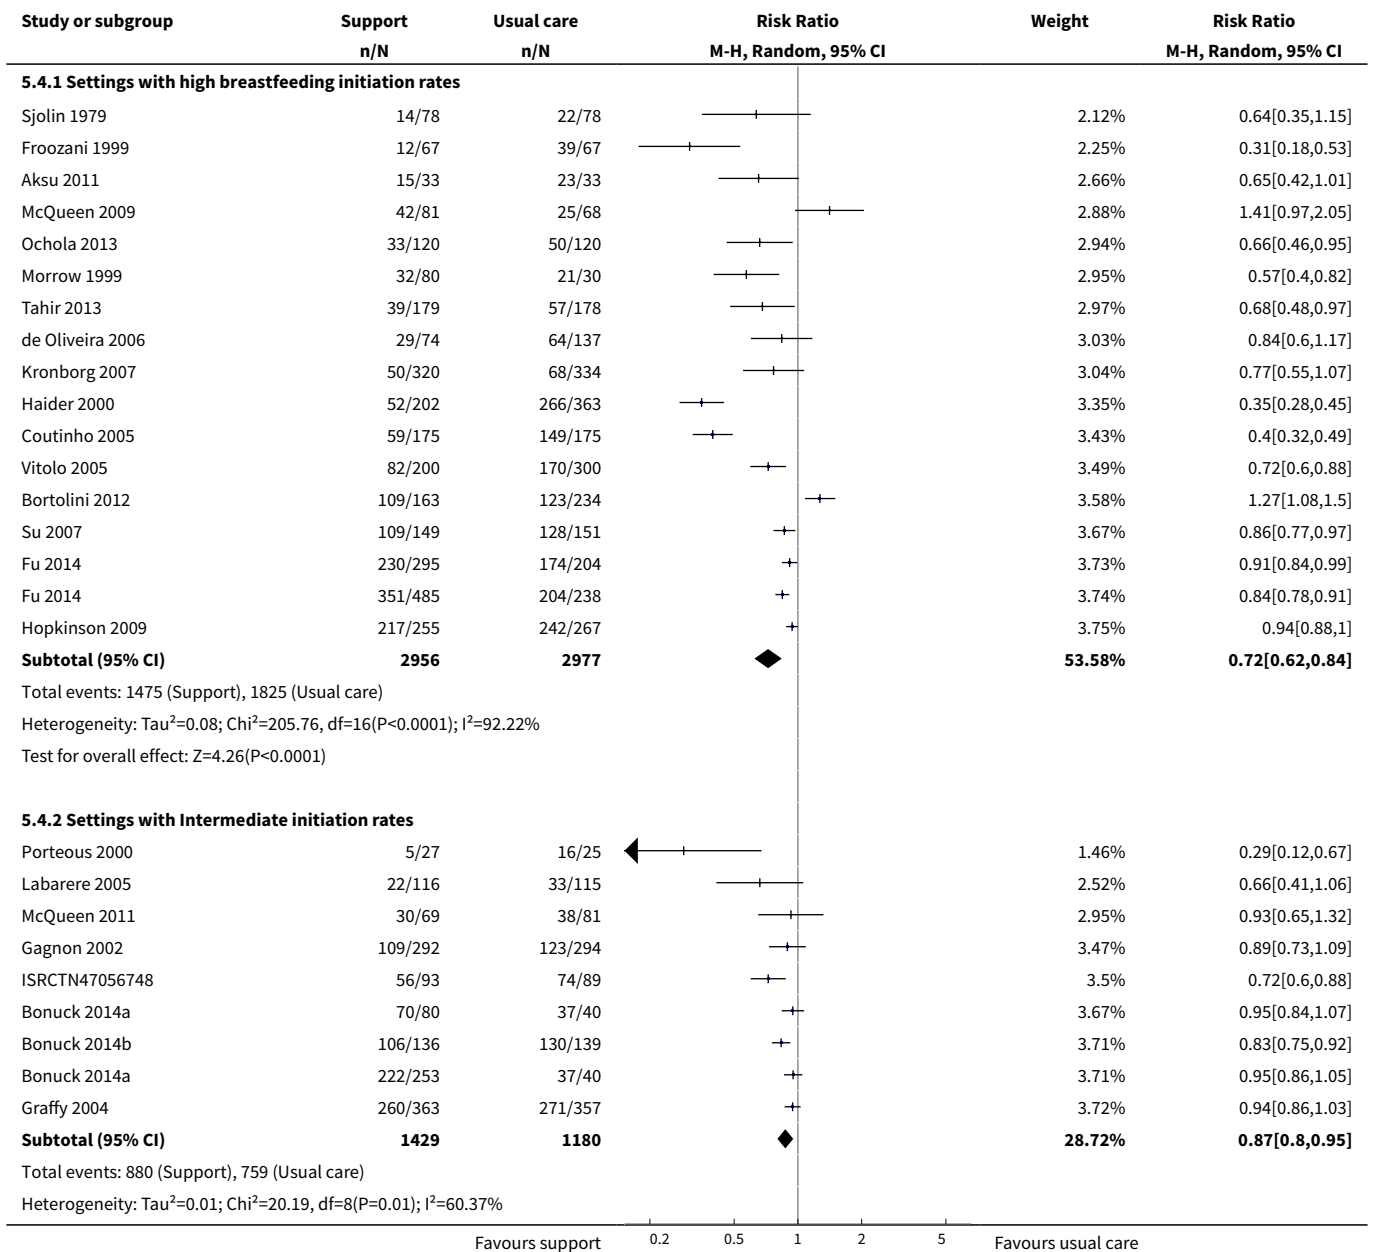 Study or subgroup Support Usual care Risk Ratio Weight Risk Ratio
n/N n/N M-H, Random, 95% CI M-H, Random, 95% CI
5.4.1 Settings with high breastfeeding initiation rates
Sjolin 1979 14/78 22/78 2.12% 0.64[0.35,1.15]
Froozani 1999 12/67 39/67 2.25% 0.31[0.18,0.53]
Aksu 2011 15/33 23/33 2.66% 0.65[0.42,1.01]
McQueen 2009 42/81 25/68 2.88% 1.41[0.97,2.05]
Ochola 2013 33/120 50/120 2.94% 0.66[0.46,0.95]
Morrow 1999 32/80 21/30 2.95% 0.57[0.4,0.82]
Tahir 2013 39/179 57/178 2.97% 0.68[0.48,0.97]
de Oliveira 2006 29/74 64/137 3.03% 0.84[0.6,1.17]
Kronborg 2007 50/320 68/334 3.04% 0.77[0.55,1.07]
Haider 2000 52/202 266/363 3.35% 0.35[0.28,0.45]
Coutinho 2005 59/175 149/175 3.43% 0.4[0.32,0.49]
Vitolo 2005 82/200 170/300 3.49% 0.72[0.6,0.88]
Bortolini 2012 109/163 123/234 3.58% 1.27[1.08,1.5]
Su 2007 109/149 128/151 3.67% 0.86[0.77,0.97]
Fu 2014 230/295 174/204 3.73% 0.91[0.84,0.99]
Fu 2014 351/485 204/238 3.74% 0.84[0.78,0.91]
Hopkinson 2009 217/255 242/267 3.75% 0.94[0.88,1]
Subtotal (95% CI) 2956 2977 53.58% 0.72[0.62,0.84]
Total events: 1475 (Support), 1825 (Usual care)
Heterogeneity: Tau²=0.08; Chi²=205.76, df=16(P<0.0001); I²=92.22%
Test for overall effect: Z=4.26(P<0.0001)
5.4.2 Settings with Intermediate initiation rates
Porteous 2000 5/27 16/25 1.46% 0.29[0.12,0.67]
Labarere 2005 22/116 33/115 2.52% 0.66[0.41,1.06]
McQueen 2011 30/69 38/81 2.95% 0.93[0.65,1.32]
Gagnon 2002 109/292 123/294 3.47% 0.89[0.73,1.09]
ISRCTN47056748 56/93 74/89 3.5% 0.72[0.6,0.88]
Bonuck 2014a 70/80 37/40 3.67% 0.95[0.84,1.07]
Bonuck 2014b 106/136 130/139 3.71% 0.83[0.75,0.92]
Bonuck 2014a 222/253 37/40 3.71% 0.95[0.86,1.05]
Graffy 2004 260/363 271/357 3.72% 0.94[0.86,1.03]
Subtotal (95% CI) 1429 1180 28.72% 0.87[0.8,0.95]
Total events: 880 (Support), 759 (Usual care)
Heterogeneity: Tau²=0.01; Chi²=20.19, df=8(P=0.01); I²=60.37%
Favours support 0.2 0.5 1 2 5 Favours usual care